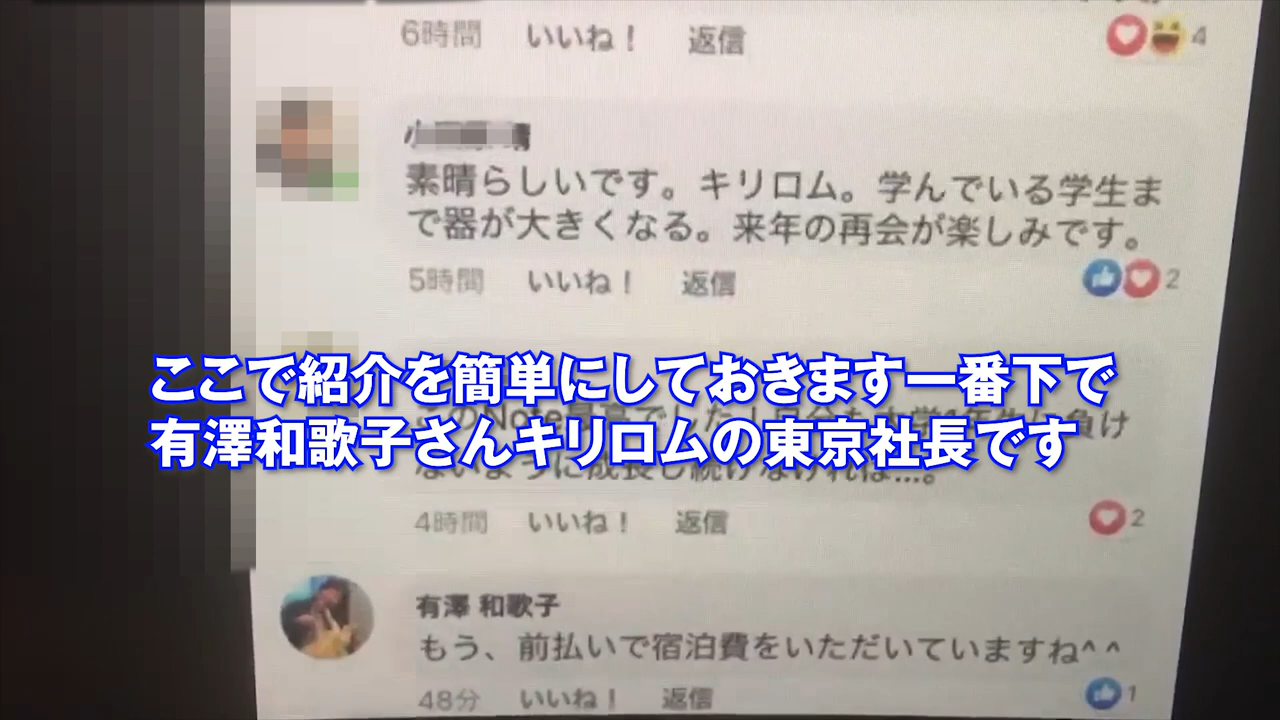 6時間 いいね! 返信 4
素晴らしいです。キリロム。学んでいる学生ま
で器が大きくなる。来年の再会が楽しみです。
5時間 いいね! 返信 2
ここで紹介を簡単にしておきます一番下で
有澤和歌子さんキリロムの東京社長です
4時間 いいね! 返信 2
有澤 和歌子
もう、前払いで宿泊費をいただいていますね^ ^
48分 いいね! 返信 1